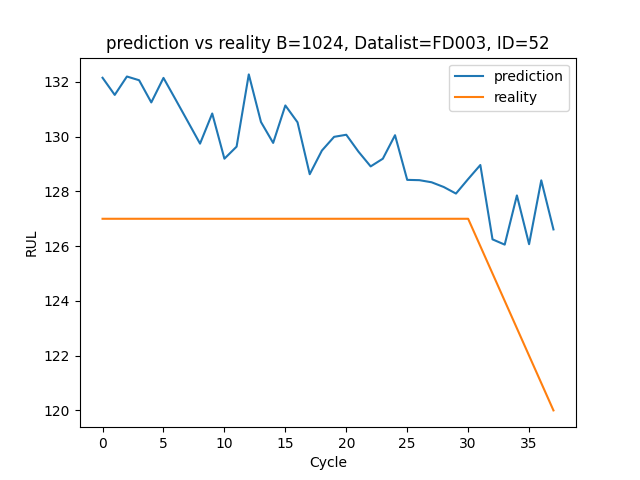 prediction vs reality B=1024, Datalist=FD003, ID=52
prediction
reality
132
130
128
126
124
122
120
RUL
0 5 10 15 20 25 30 35
Cycle